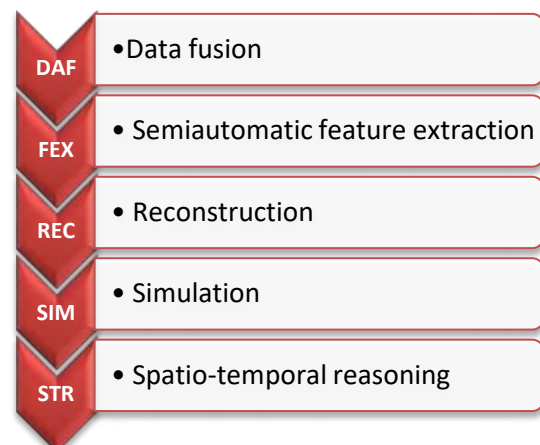 DAF
•Data fusion
FEX
• Semiautomatic feature extraction
REC
• Reconstruction
SIM
• Simulation
STR
• Spatio-temporal reasoning